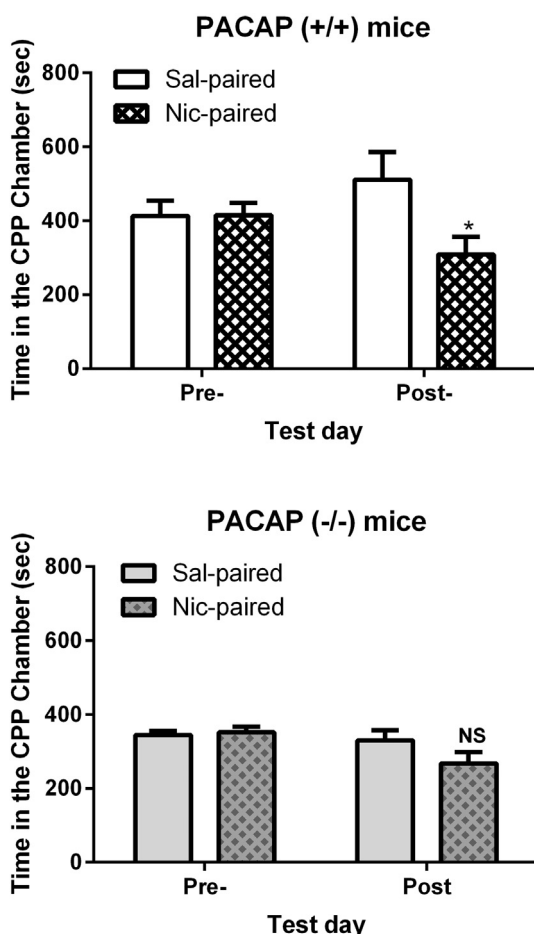 PACAP (+/+) mice
Time in the CPP Chamber (sec)
800
600
400
200
0
Sal-paired
Nic-paired
*
Pre-
Post-
Test day
PACAP (-/-) mice
Time in the CPP Chamber (sec)
800
600
400
200
0
Sal-paired
Nic-paired
NS
Pre-
Post
Test day